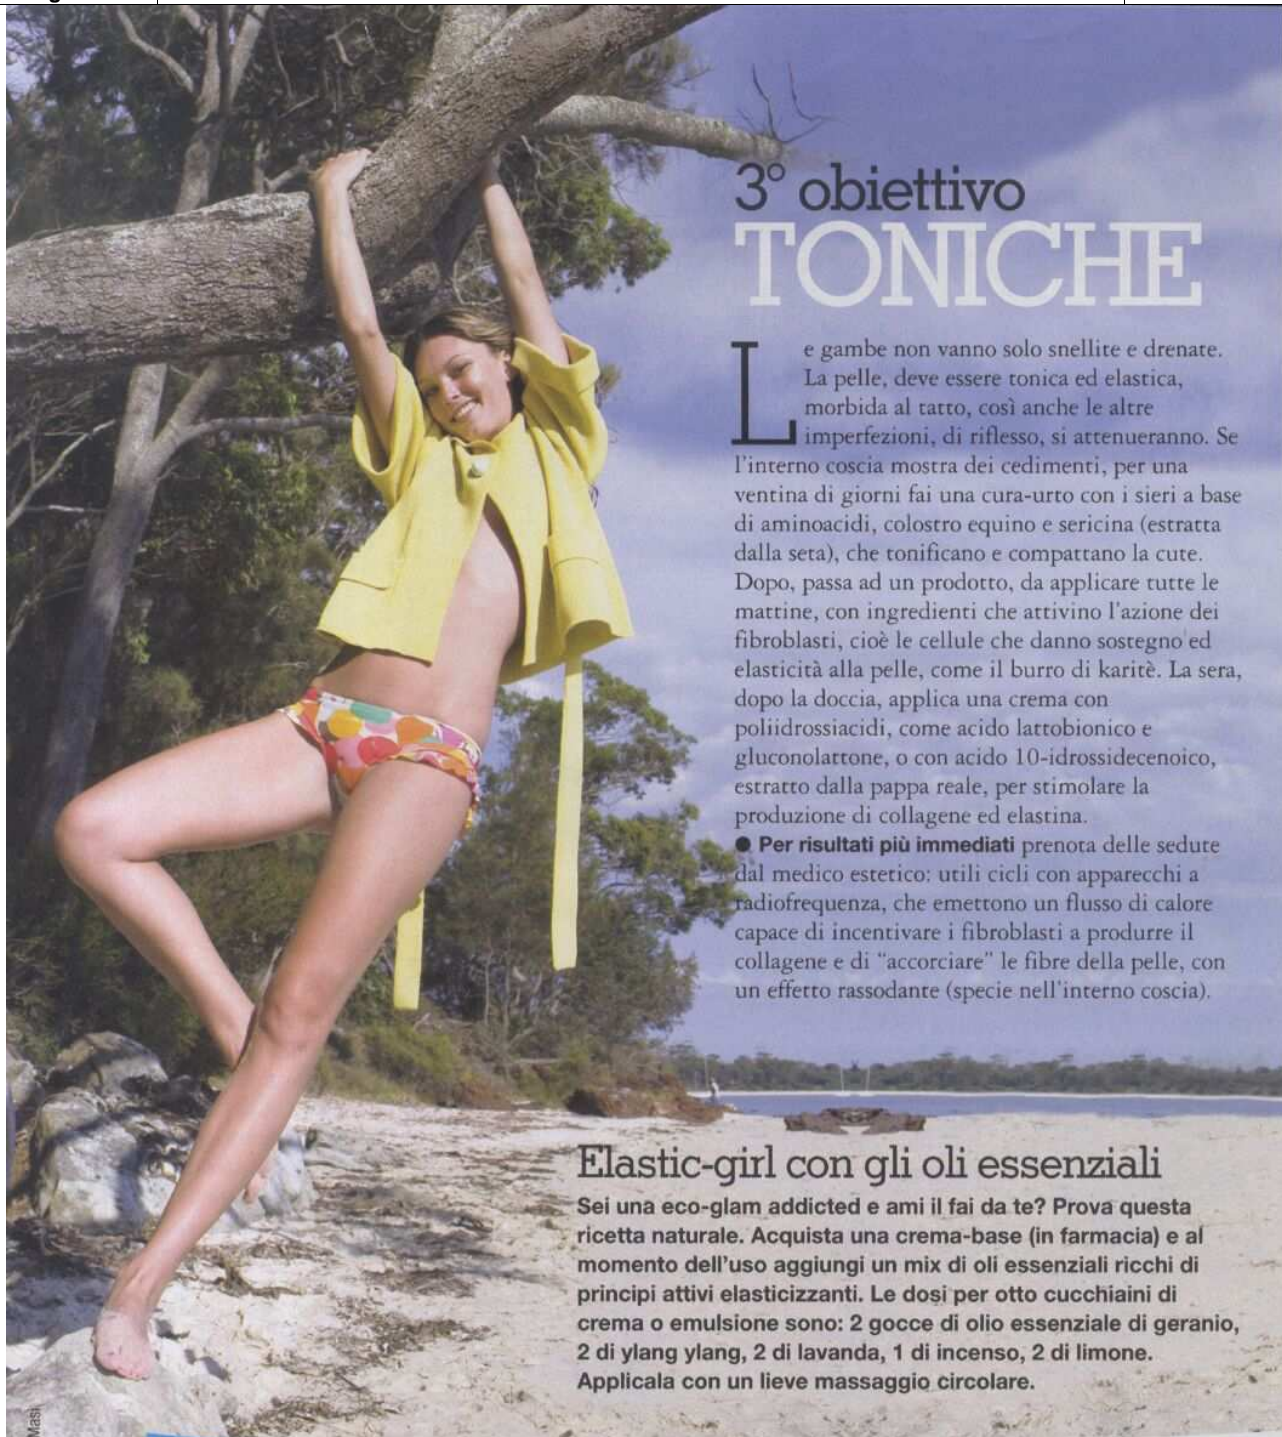 3° obiettivo
TONICHE
Le gambe non vanno solo snellite e drenate.
La pelle, deve essere tonica ed elastica,
morbida al tatto, così anche le altre
imperfezioni, di riflesso, si attenueranno. Se
l'interno coscia mostra dei cedimenti, per una
ventina di giorni fai una cura-urto con i sieri a base
di aminoacidi, colostro equino e sericina (estratta
dalla seta), che tonificano e compattano la cute.
Dopo, passa ad un prodotto, da applicare tutte le
mattine, con ingredienti che attivino l'azione dei
fibroblasti, cioè le cellule che danno sostegno ed
elasticità alla pelle, come il burro di karitè. La sera,
dopo la doccia, applica una crema con
poliidrossiacidi, come acido lattobionico e
gluconolattone, o con acido 10-idrossidecenoico,
estratto dalla pappa reale, per stimolare la
produzione di collagene ed elastina.
● Per risultati più immediati prenota delle sedute
dal medico estetico: utili cicli con apparecchi a
radiofrequenza, che emettono un flusso di calore
capace di incentivare i fibroblasti a produrre il
collagene e di “accorciare” le fibre della pelle, con
un effetto rassodante (specie nell'interno coscia).
Elastic-girl con gli oli essenziali
Sei una eco-glam addicted e ami il fai da te? Prova questa
ricetta naturale. Acquista una crema-base (in farmacia) e al
momento dell'uso aggiungi un mix di oli essenziali ricchi di
principi attivi elasticizzanti. Le dosi per otto cucchiaini di
crema o emulsione sono: 2 gocce di olio essenziale di geranio,
2 di ylang ylang, 2 di lavanda, 1 di incenso, 2 di limone.
Applicala con un lieve massaggio circolare.
Masi